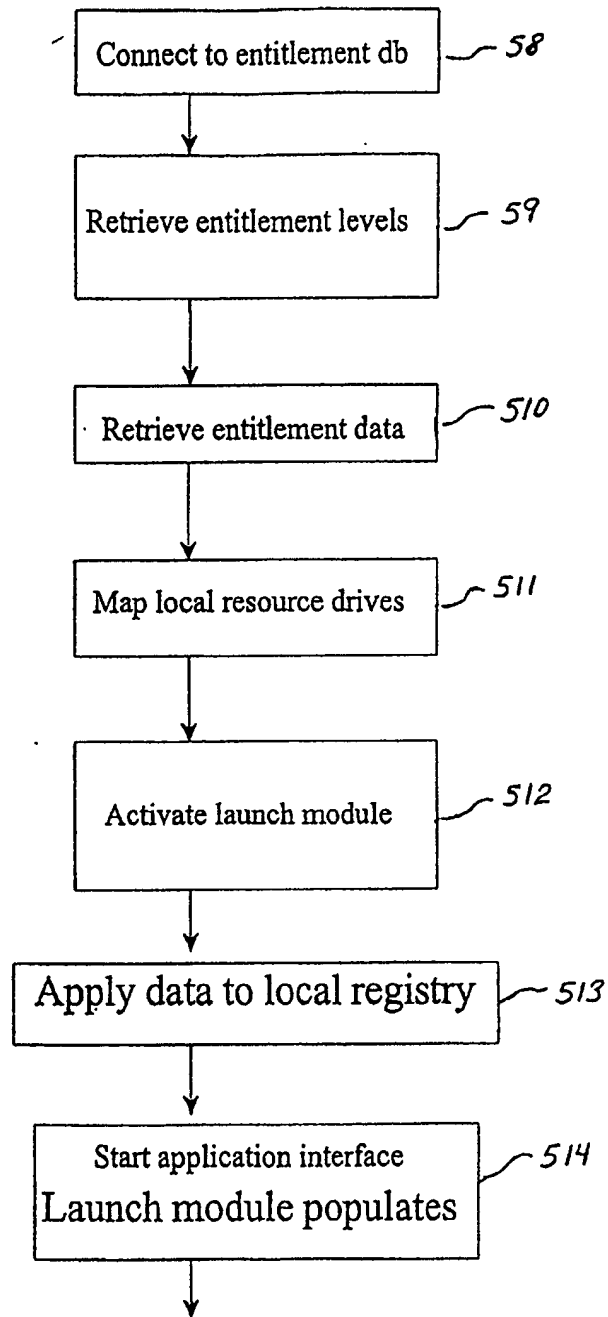 Connect to entitlement db
58
Retrieve entitlement levels
59
Retrieve entitlement data
510
Map local resource drives
511
Activate launch module
512
Apply data to local registry
513
Start application interface
514
Launch module populates